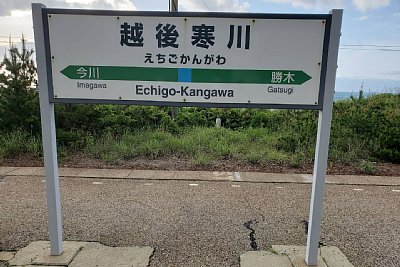 越後寒川
えちごかんがわ
今川 勝木
Imagawa Gatsugi
Echigo-Kangawa